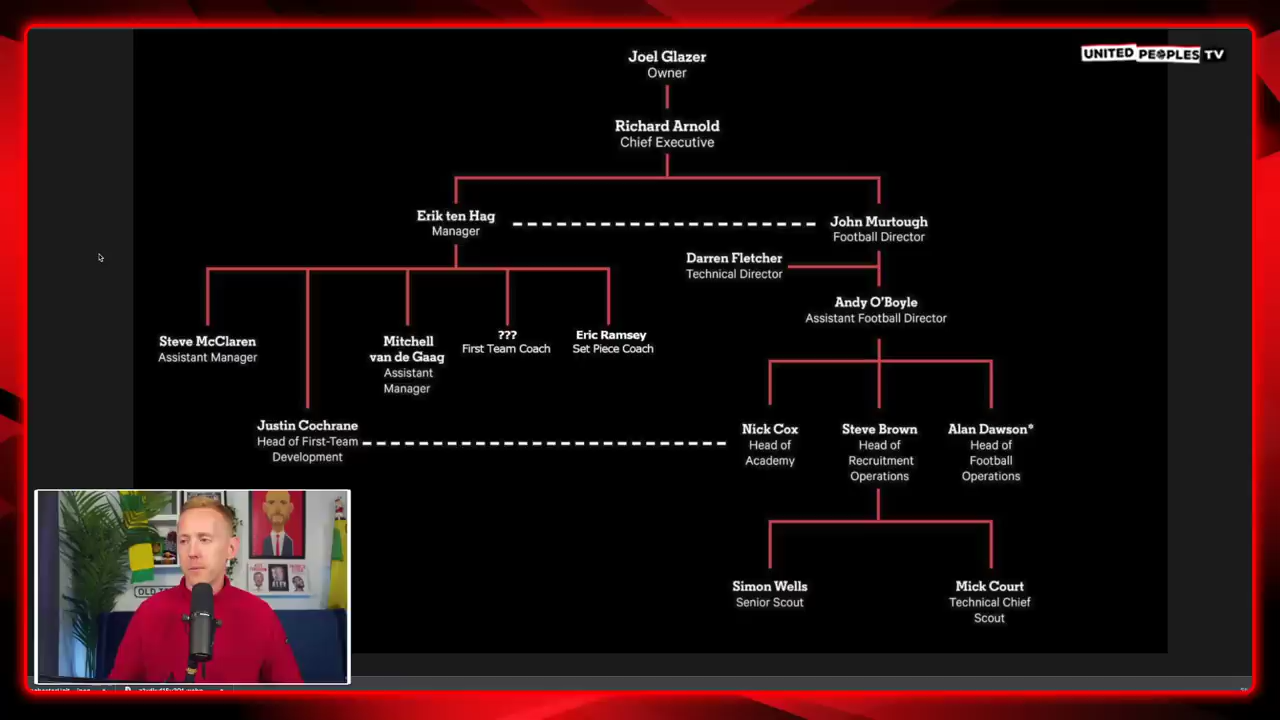 UNITED PEOPLES TV
Joel Glazer
Owner
Richard Arnold
Chief Executive
Erik ten Hag
Manager
John Murtough
Football Director
Darren Fletcher
Technical Director
Andy O'Boyle
Assistant Football Director
Steve McClaren
Assistant Manager
Mitchell
van de Gaag
Assistant
Manager
???
First Team Coach
Eric Ramsey
Set Piece Coach
Justin Cochrane
Head of First-Team
Development
Nick Cox
Head of
Academy
Steve Brown
Head of
Recruitment
Operations
Alan Dawson*
Head of
Football
Operations
Simon Wells
Senior Scout
Mick Court
Technical Chief
Scout
OLD